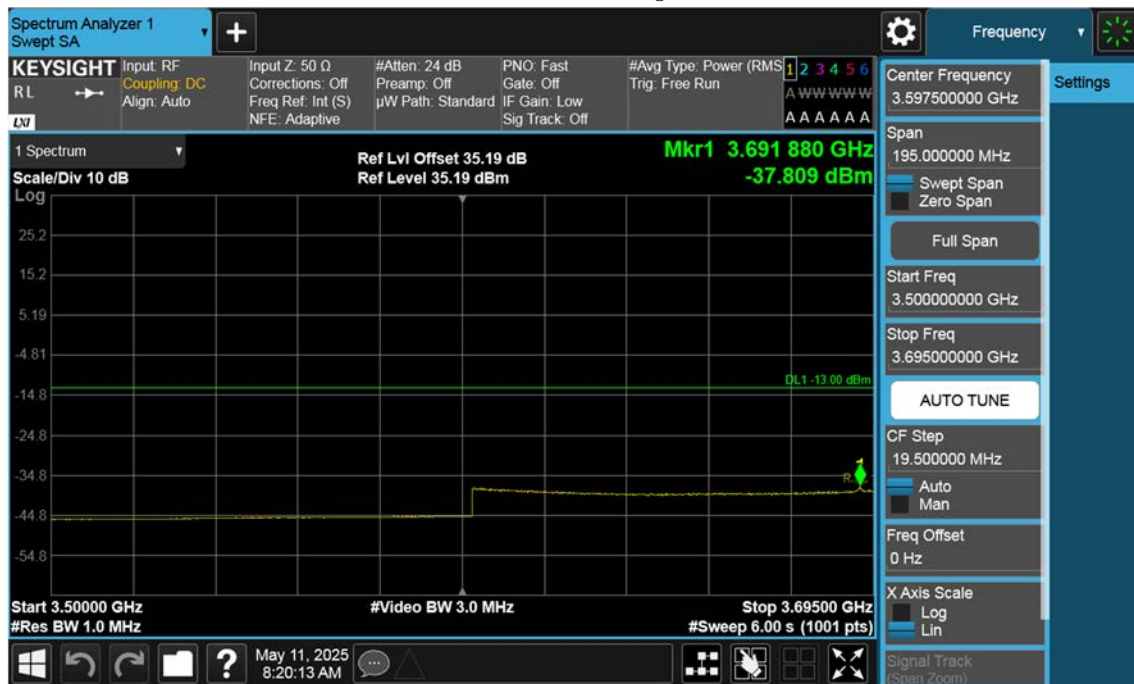 Spectrum Analyzer 1
Swept SA
Frequency
KEYSIGHT
RL
LXI
Input: RF
Coupling: DC
Align: Auto
Input Z: 50 Ω
Corrections: Off
Freq Ref: Int (S)
NFE: Adaptive
#Atten: 24 dB
Preamp: Off
µW Path: Standard
PNO: Fast
Gate: Off
IF Gain: Low
Sig Track: Off
#Avg Type: Power (RMS
Trig: Free Run
1 2 3 4 5 6
A W W W W W
A A A A A A
1 Spectrum
Scale/Div 10 dB
Ref Lvl Offset 35.19 dB
Ref Level 35.19 dBm
Mkr1 3.691 880 GHz
-37.809 dBm
Log
25.2
15.2
5.19
-4.81
-14.8
-24.8
-34.8
-44.8
-54.8
DL1 -13.00 dBm
1
Start 3.50000 GHz
#Res BW 1.0 MHz
#Video BW 3.0 MHz
Stop 3.69500 GHz
#Sweep 6.00 s (1001 pts)
May 11, 2025
8:20:13 AM
Center Frequency
3.597500000 GHz
Span
195.000000 MHz
Swept Span
Zero Span
Full Span
Start Freq
3.500000000 GHz
Stop Freq
3.695000000 GHz
AUTO TUNE
CF Step
19.500000 MHz
Auto
Man
Freq Offset
0 Hz
X Axis Scale
Log
Lin
Signal Track
(Span Zoom)
Settings